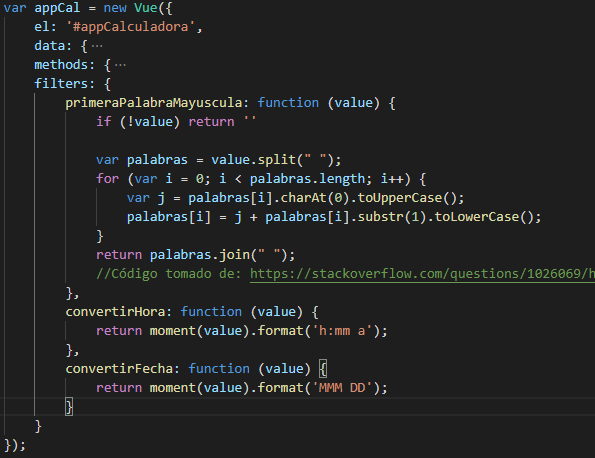 var appCal = new Vue({
    el: '#appCalculadora',
    data: {···
    methods: {···
    filters: {
        primeraPalabraMayuscula: function (value) {
            if (!value) return ''

            var palabras = value.split(" ");
            for (var i = 0; i < palabras.length; i++) {
                var j = palabras[i].charAt(0).toUpperCase();
                palabras[i] = j + palabras[i].substr(1).toLowerCase();
            }
            return palabras.join(" ");
            //Código tomado de: https://stackoverflow.com/questions/1026069/h
        },
        convertirHora: function (value) {
            return moment(value).format('h:mm a');
        },
        convertirFecha: function (value) {
            return moment(value).format('MMM DD');
        }
    }
});